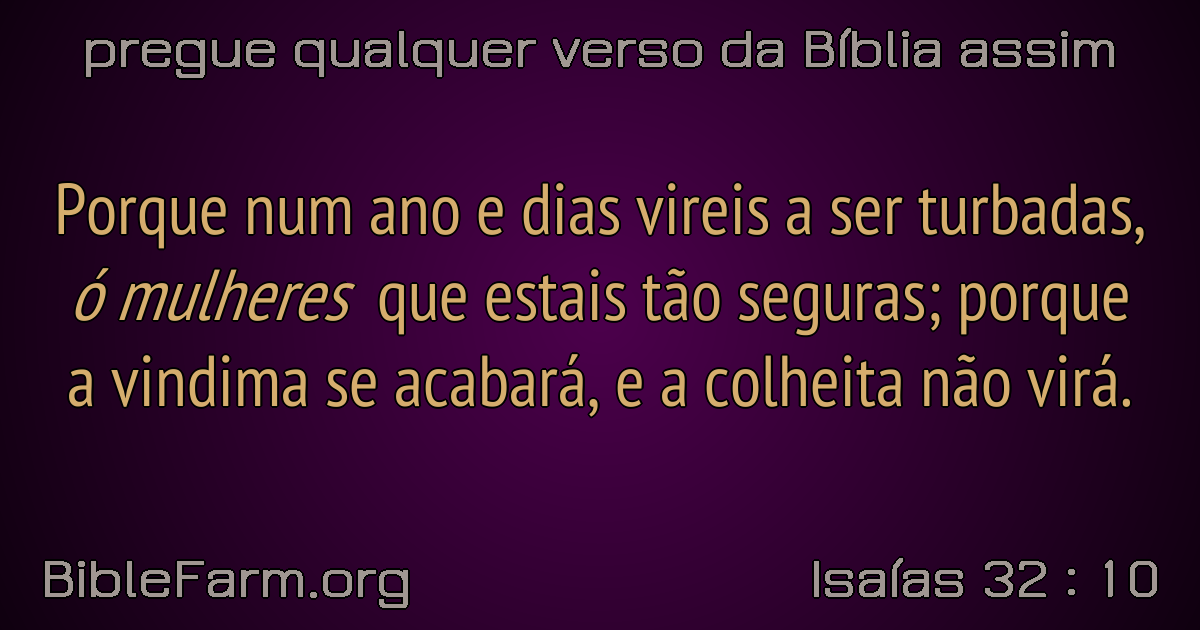 pregue qualquer verso da Bíblia assim
Porque num ano e dias vireis a ser turbadas,
ó mulheres que estais tão seguras; porque
a vindima se acabará, e a colheita não virá.
BibleFarm.org
Isaías 32 : 10